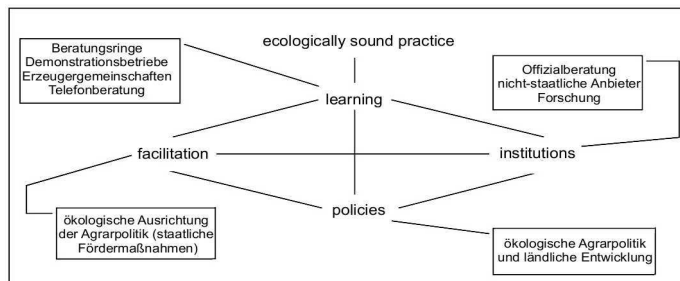 ecologically sound practice
Beratungsringe
Demonstrationsbetriebe
Erzeugergemeinschaften
Telefonberatung
Offizialberatung
nicht-staatliche Anbieter
Forschung
learning
facilitation
institutions
policies
ökologische Ausrichtung
der Agrarpolitik (staatliche
Fördermaßnahmen)
ökologische Agrarpolitik
und ländliche Entwicklung